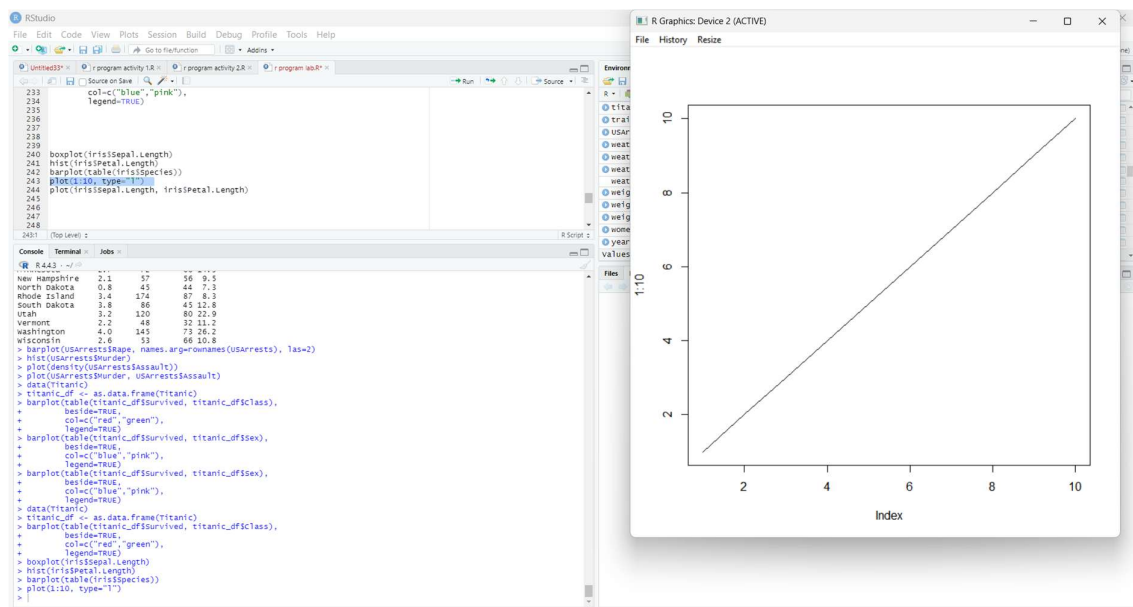 RStudio
File Edit Code View Plots Session Build Debug Profile Tools Help
Go to file/function Addins
Untitled33* r program activity 1.R r program activity 2.R r program lab.R*
Source on Save Run Source
233 col=c("blue","pink"),
234 legend=TRUE)
235
236
237
238
239
240 boxplot(iris$Sepal.Length)
241 hist(iris$Petal.Length)
242 barplot(table(iris$Species))
243 plot(1:10, type="l")
244 plot(iris$Sepal.Length, iris$Petal.Length)
245
246
247
248
243:1 (Top Level) R Script
Console Terminal Jobs
R 4.4.3 · ~/
New Hampshire 2.1 57 56 9.5
North Dakota 0.8 45 44 7.3
Rhode Island 3.4 174 87 8.3
South Dakota 3.8 86 45 12.8
Utah 3.2 120 80 22.9
Vermont 2.2 48 32 11.2
Washington 4.0 145 73 26.2
Wisconsin 2.6 53 66 10.8
> barplot(USArrests$Rape, names.arg=rownames(USArrests), las=2)
> hist(USArrests$Murder)
> plot(density(USArrests$Assault))
> plot(USArrests$Murder, USArrests$Assault)
> data(Titanic)
> titanic_df <- as.data.frame(Titanic)
> barplot(table(titanic_df$Survived, titanic_df$Class),
+ beside=TRUE,
+ col=c("red","green"),
+ legend=TRUE)
> barplot(table(titanic_df$Survived, titanic_df$Sex),
+ beside=TRUE,
+ col=c("blue","pink"),
+ legend=TRUE)
> barplot(table(titanic_df$Survived, titanic_df$Sex),
+ beside=TRUE,
+ col=c("blue","pink"),
+ legend=TRUE)
> data(Titanic)
> titanic_df <- as.data.frame(Titanic)
> barplot(table(titanic_df$Survived, titanic_df$Class),
+ beside=TRUE,
+ col=c("red","green"),
+ legend=TRUE)
> boxplot(iris$Sepal.Length)
> hist(iris$Petal.Length)
> barplot(table(iris$Species))
> plot(1:10, type="l")
>
Environ
R
tita
trai
USAr
weat
weat
weat
weat
weig
weig
weig
wome
year
values
Files
R Graphics: Device 2 (ACTIVE)
File History Resize
10
8
6
4
2
1:10
2 4 6 8 10
Index